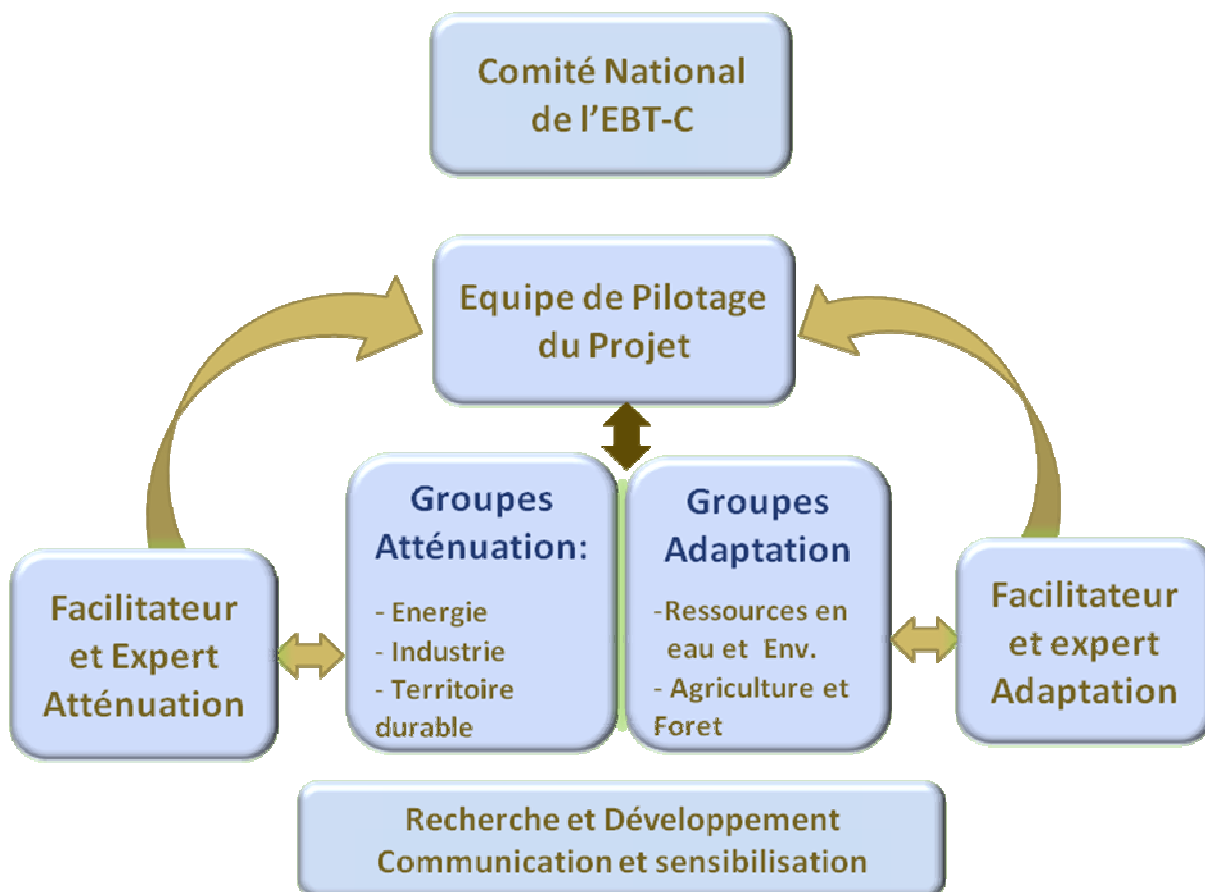 Comité National
de l'EBT-C
Equipe de Pilotage
du Projet
Groupes
Atténuation:
- Energie
- Industrie
- Territoire
durable
Groupes
Adaptation
-Ressources en
eau et Env.
- Agriculture et
Foret
Facilitateur
et Expert
Atténuation
Facilitateur
et expert
Adaptation
Recherche et Développement
Communication et sensibilisation